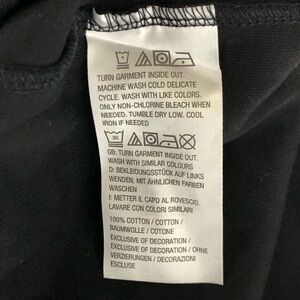 TURN GARMENT INSIDE OUT.
MACHINE WASH COLD DELICATE
CYCLE. WASH WITH LIKE COLORS.
ONLY NON-CHLORINE BLEACH WHEN
NEEDED, TUMBLE DRY LOW. COOL
IRON IF NEEDED
30
GB: TURN GARMENT INSIDE OUT.
WASH WITH SIMILAR COLOURS
D: BEKLEIDUNGSSTÜCK AUF LINKS
WENDEN: MIT ÄHNLICHEN FARBEN
WASCHEN
I: METTER IL CAPO AL ROVESCIO.
LAVARE CON COLORI SIMILARI
100% COTTON / COTTON /
BAUMWOLLE / COTONE
EXCLUSIVE OF DECORATION /
EXCLUSIVE OF DECORATION / OHNE
VERZIERUNGEN / DECORAZIONI
ESCLUSE